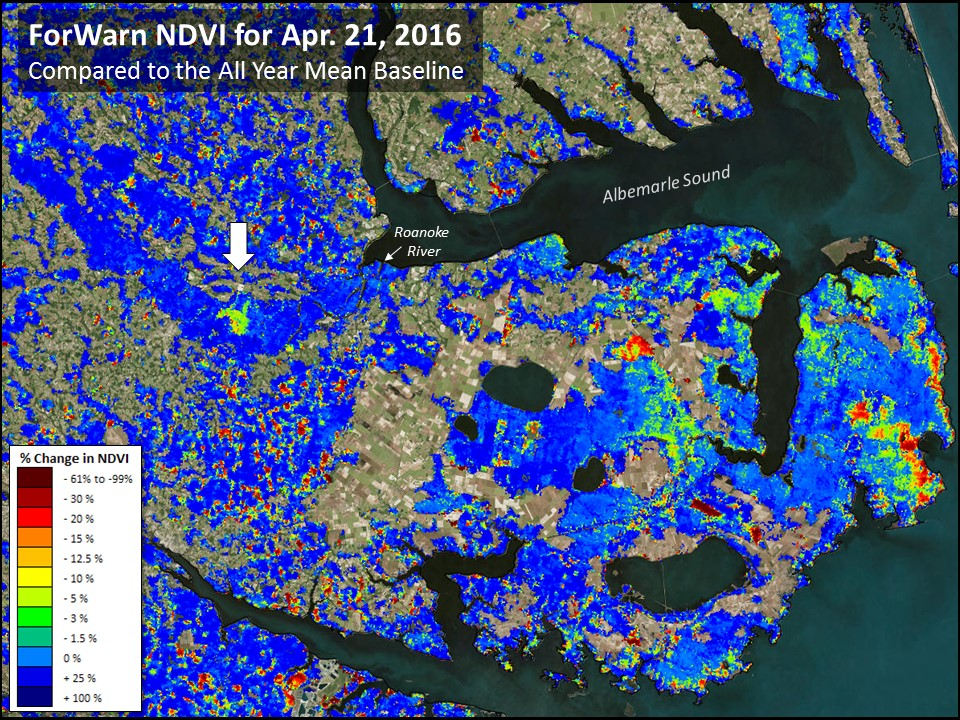 ForWarn NDVI for Apr. 21, 2016
Compared to the All Year Mean Baseline
Albemarle Sound
Roanoke
River
% Change in NDVI
- 61% to -99%
- 30 %
- 20 %
- 15 %
- 12.5 %
- 10 %
- 5 %
- 3 %
- 1.5 %
0 %
+ 25 %
+ 100 %